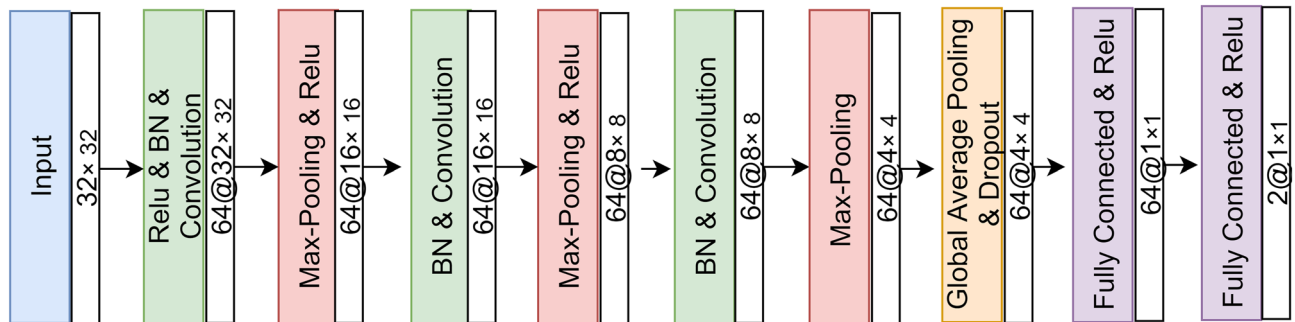 Input
32× 32
Relu & BN &
Convolution
64@32× 32
Max-Pooling & Relu
64@16× 16
BN & Convolution
64@16× 16
Max-Pooling & Relu
64@8× 8
BN & Convolution
64@8× 8
Max-Pooling
64@4× 4
Global Average Pooling
& Dropout
64@4× 4
Fully Connected & Relu
64@1×1
Fully Connected & Relu
2@1×1